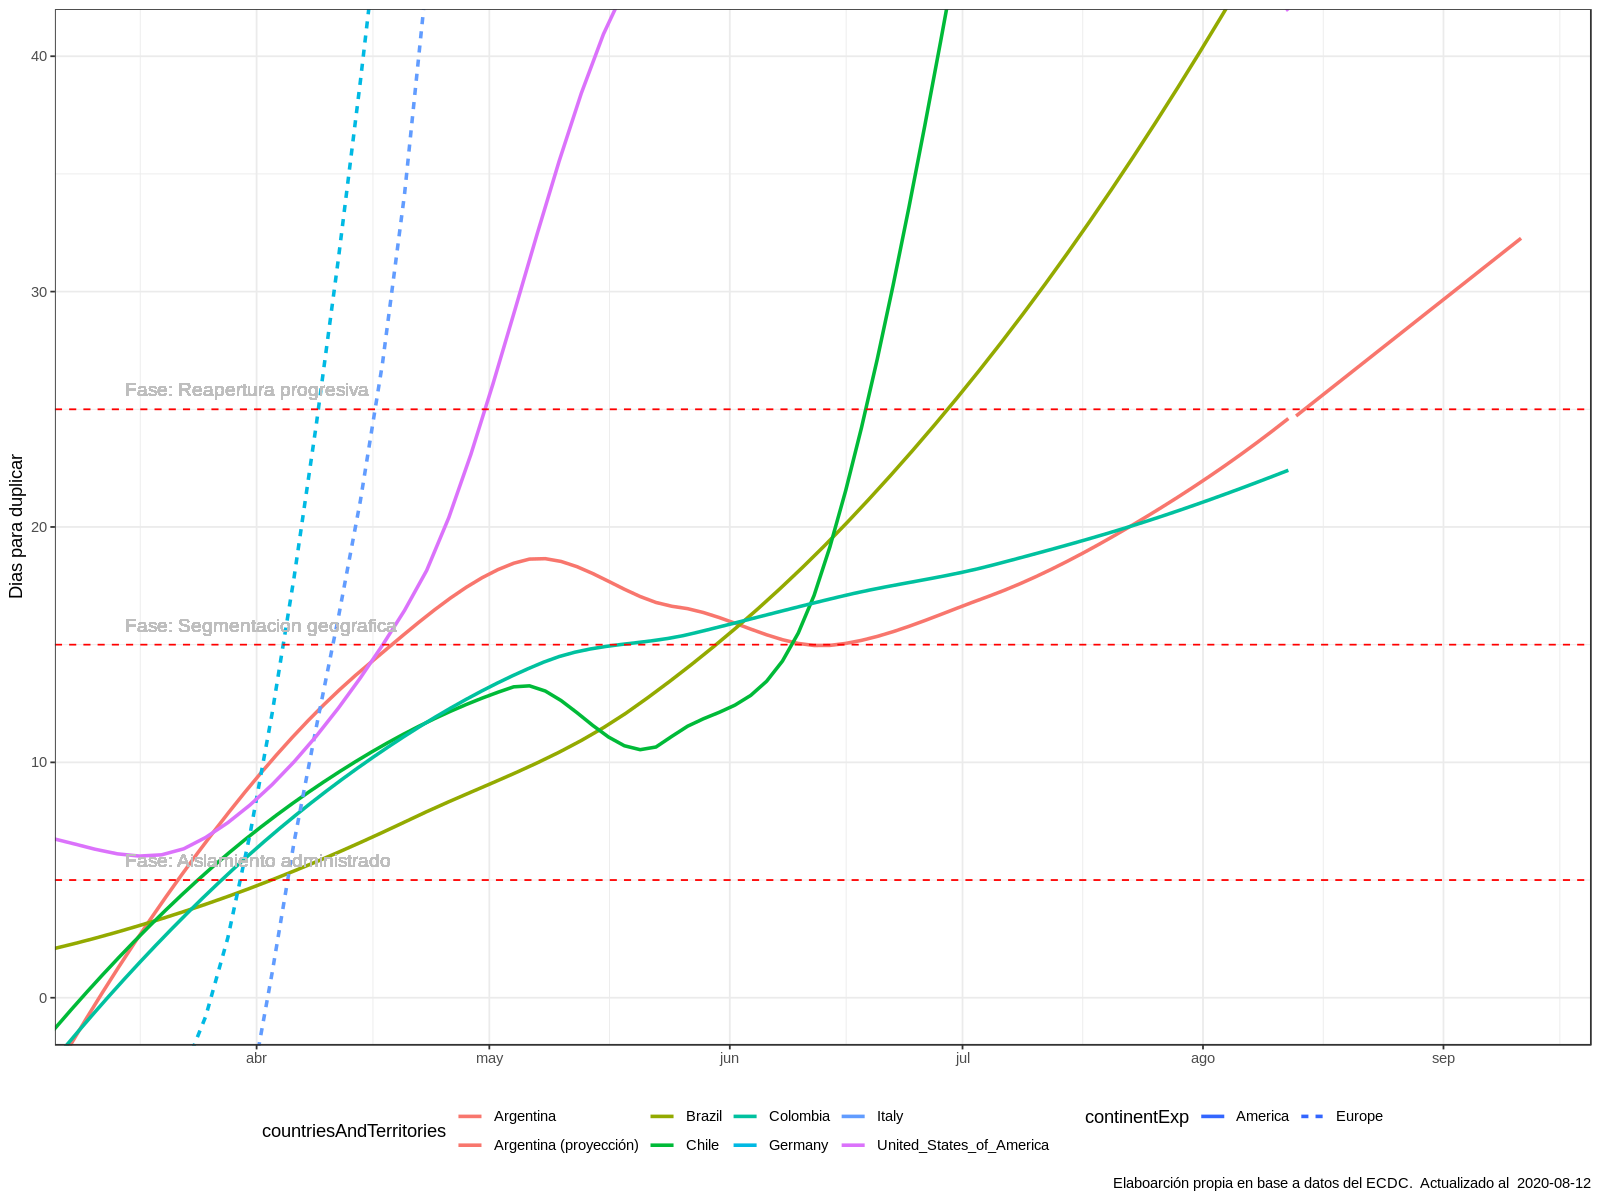 40
30
Fase: Reapertura progresiva
Dias para duplicar
20
Fase: Segmentacion geografica
10
Fase: Aislamiento administrado
0
abr may jun jul ago sep
countriesAndTerritories
Argentina Brazil Colombia Italy
Argentina (proyección) Chile Germany United_States_of_America
continentExp America Europe
Elaboarción propia en base a datos del ECDC. Actualizado al 2020-08-12